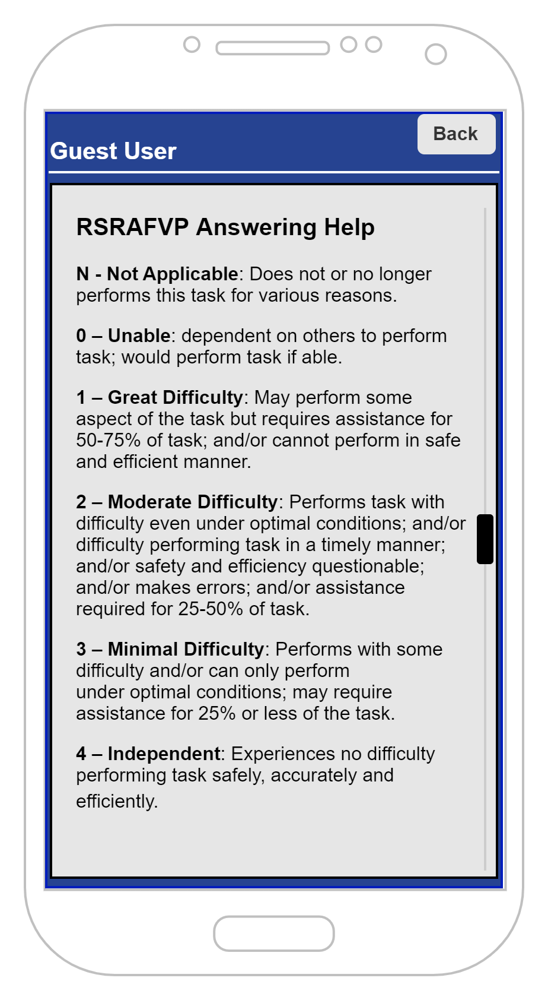 Back
Guest User
RSRAFVP Answering Help
N - Not Applicable: Does not or no longer
performs this task for various reasons.
0 – Unable: dependent on others to perform
task; would perform task if able.
1 – Great Difficulty: May perform some
aspect of the task but requires assistance for
50-75% of task; and/or cannot perform in safe
and efficient manner.
2 – Moderate Difficulty: Performs task with
difficulty even under optimal conditions; and/or
difficulty performing task in a timely manner;
and/or safety and efficiency questionable;
and/or makes errors; and/or assistance
required for 25-50% of task.
3 – Minimal Difficulty: Performs with some
difficulty and/or can only perform
under optimal conditions; may require
assistance for 25% or less of the task.
4 – Independent: Experiences no difficulty
performing task safely, accurately and
efficiently.